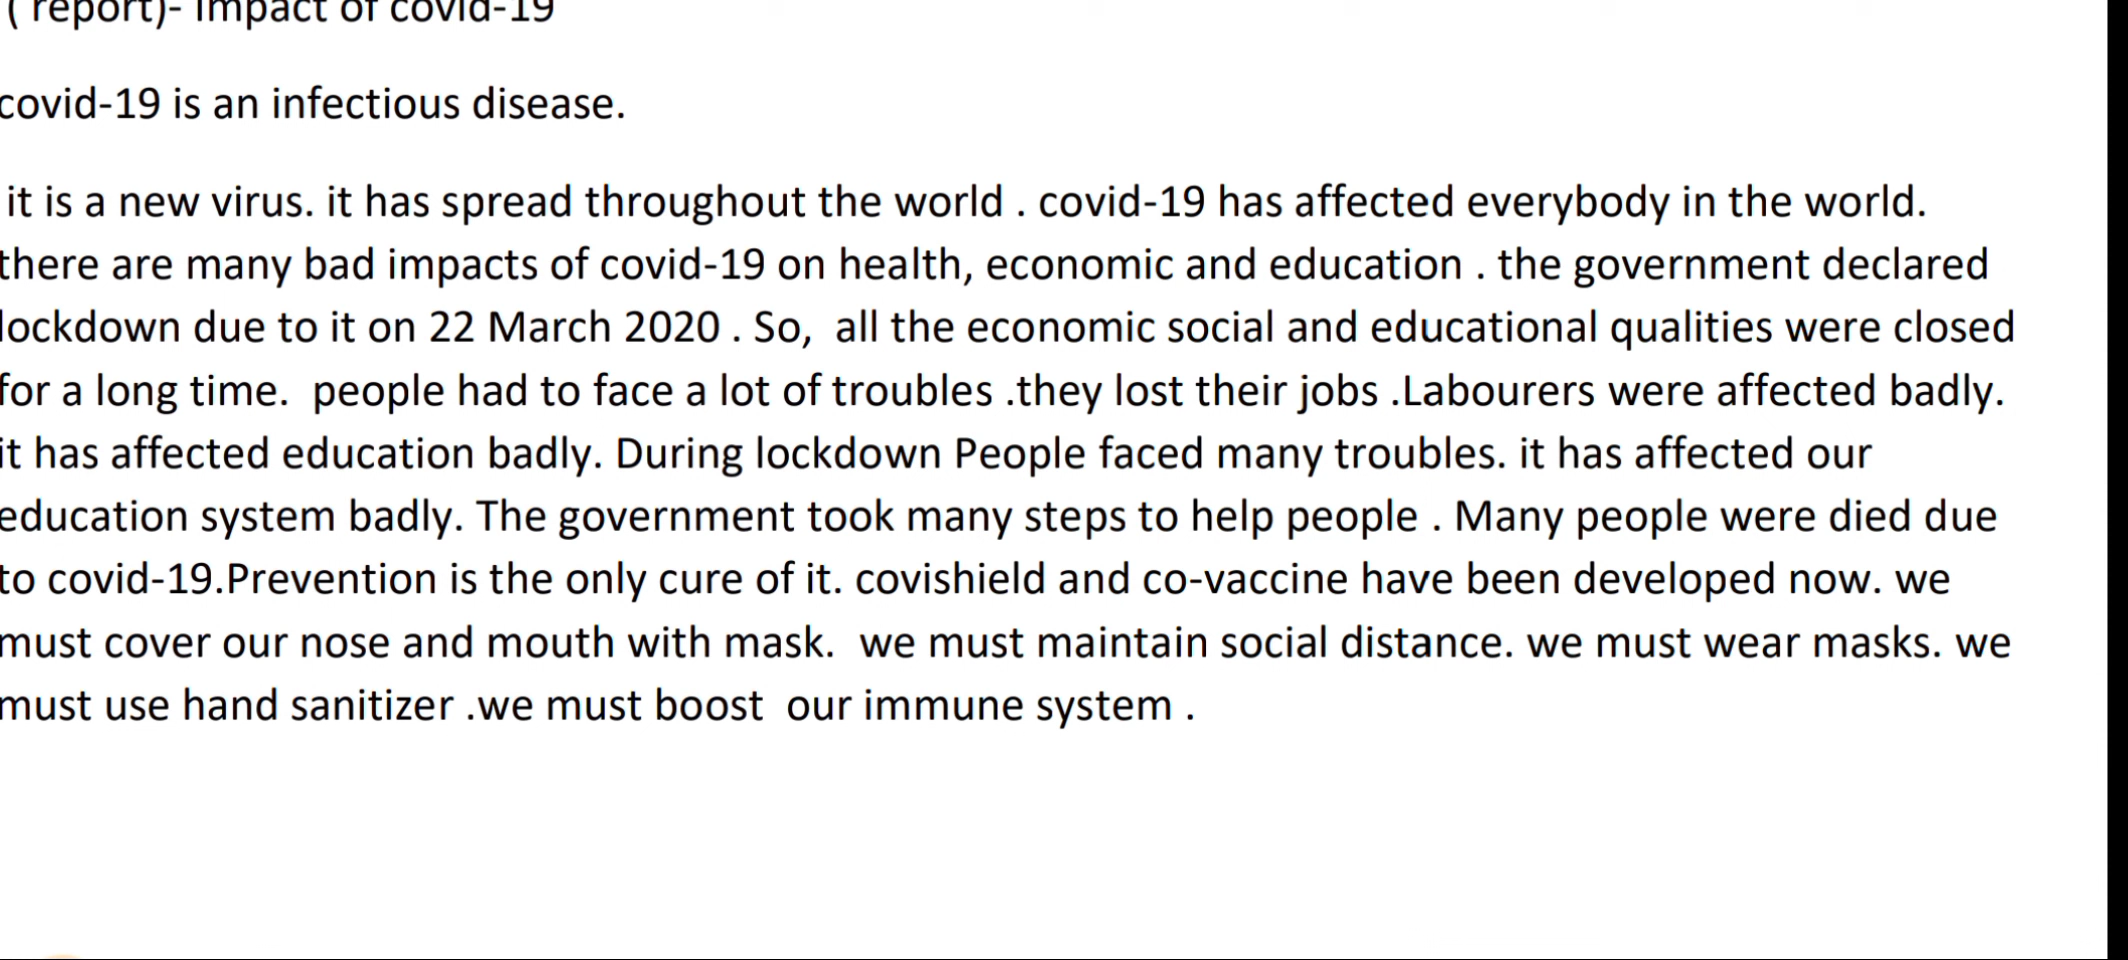 ( report)- Impact of covid-19
covid-19 is an infectious disease.
it is a new virus. it has spread throughout the world . covid-19 has affected everybody in the world.
there are many bad impacts of covid-19 on health, economic and education . the government declared
lockdown due to it on 22 March 2020 . So,  all the economic social and educational qualities were closed
for a long time.  people had to face a lot of troubles .they lost their jobs .Labourers were affected badly.
it has affected education badly. During lockdown People faced many troubles. it has affected our
education system badly. The government took many steps to help people . Many people were died due
to covid-19.Prevention is the only cure of it. covishield and co-vaccine have been developed now. we
must cover our nose and mouth with mask.  we must maintain social distance. we must wear masks. we
must use hand sanitizer .we must boost  our immune system .